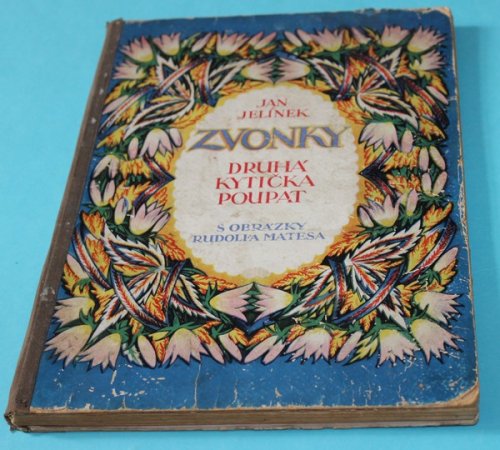 JAN
JELÍNEK
ZVONKY
DRUHÁ
KYTIČKA
POUPAT
S OBRÁZKY
RUDOLFA MATESA